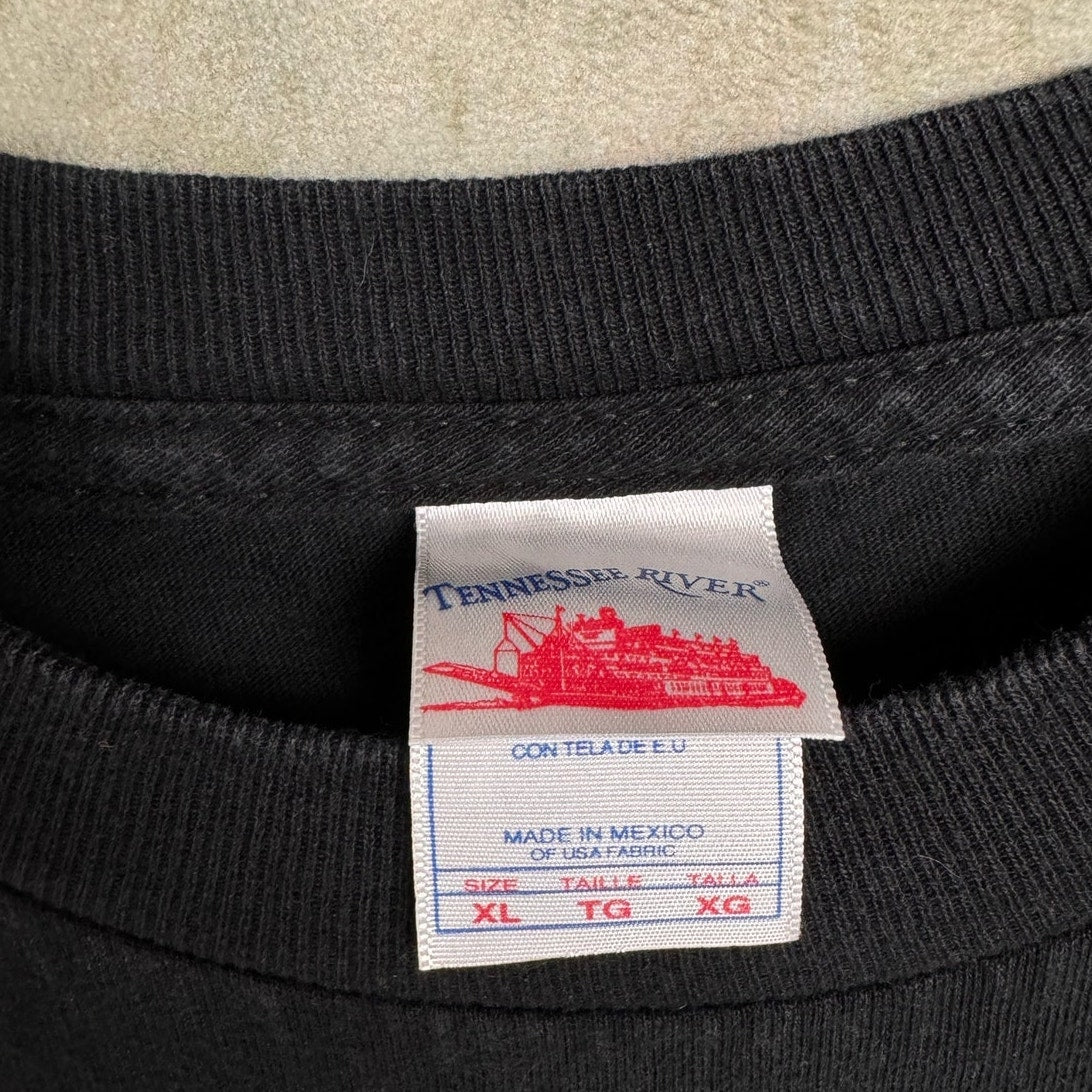 TENNESSEE RIVER®
CON TELA DE E.U
MADE IN MEXICO
OF USA FABRIC
SIZE TAILLE TALLA
XL TG XG